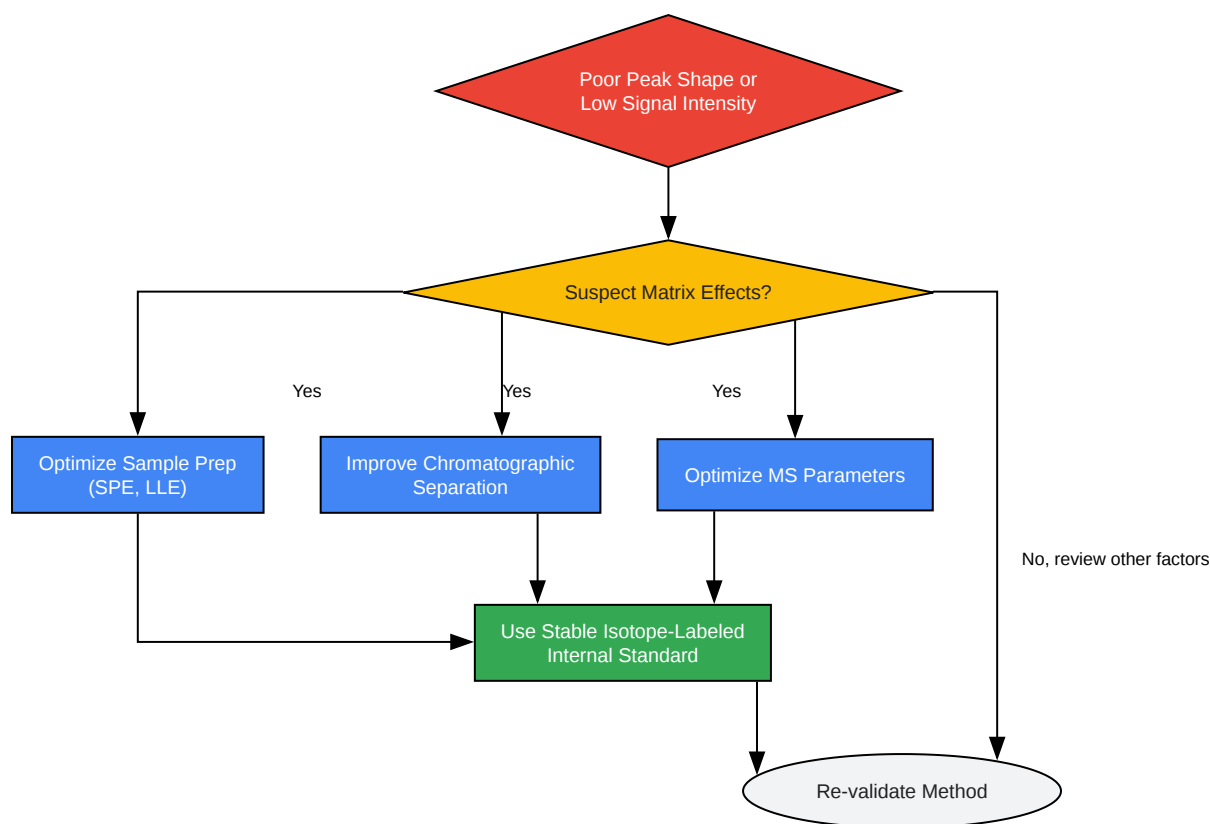 Poor Peak Shape or
Low Signal Intensity
Suspect Matrix Effects?
Yes
Yes
Yes
Optimize Sample Prep
(SPE, LLE)
Improve Chromatographic
Separation
Optimize MS Parameters
No, review other factors
Use Stable Isotope-Labeled
Internal Standard
Re-validate Method